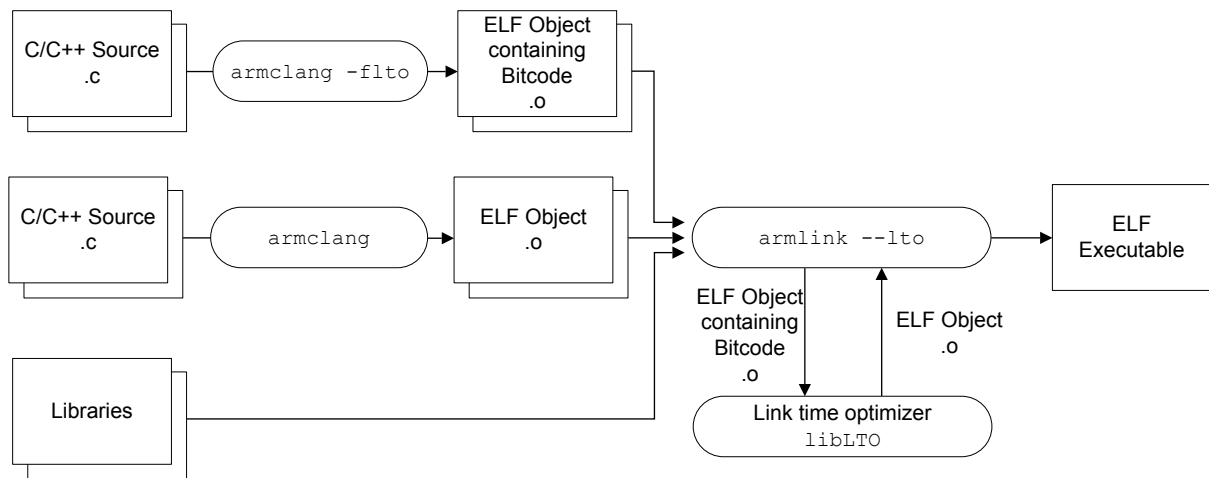 C/C++ Source
.c
armclang -flto
ELF Object
containing
Bitcode
.o
C/C++ Source
.c
armclang
ELF Object
.o
armlink --lto
ELF
Executable
ELF Object
containing
Bitcode
.o
ELF Object
.o
Libraries
Link time optimizer
libLTO